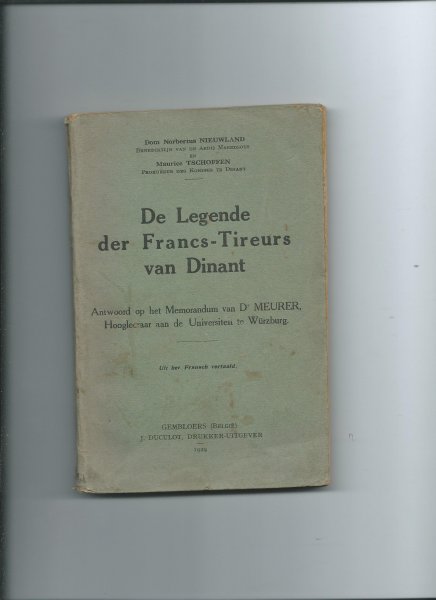 Dom Norbertus NIEUWLAND
BENEDICTIJN VAN DE ABDIJ MAREDSOUS
EN
Maurice TSCHOFFEN
PROKUREUR DES KONINGS TE DINANT
De Legende
der Francs-Tireurs
van Dinant
Antwoord op het Memorandum van Dr MEURER,
Hoogleeraar aan de Universiteit te Würzburg.
Uit het Fransch vertaald.
GEMBLOERS (BELGIË)
J. DUCULOT, DRUKKER-UITGEVER
1929